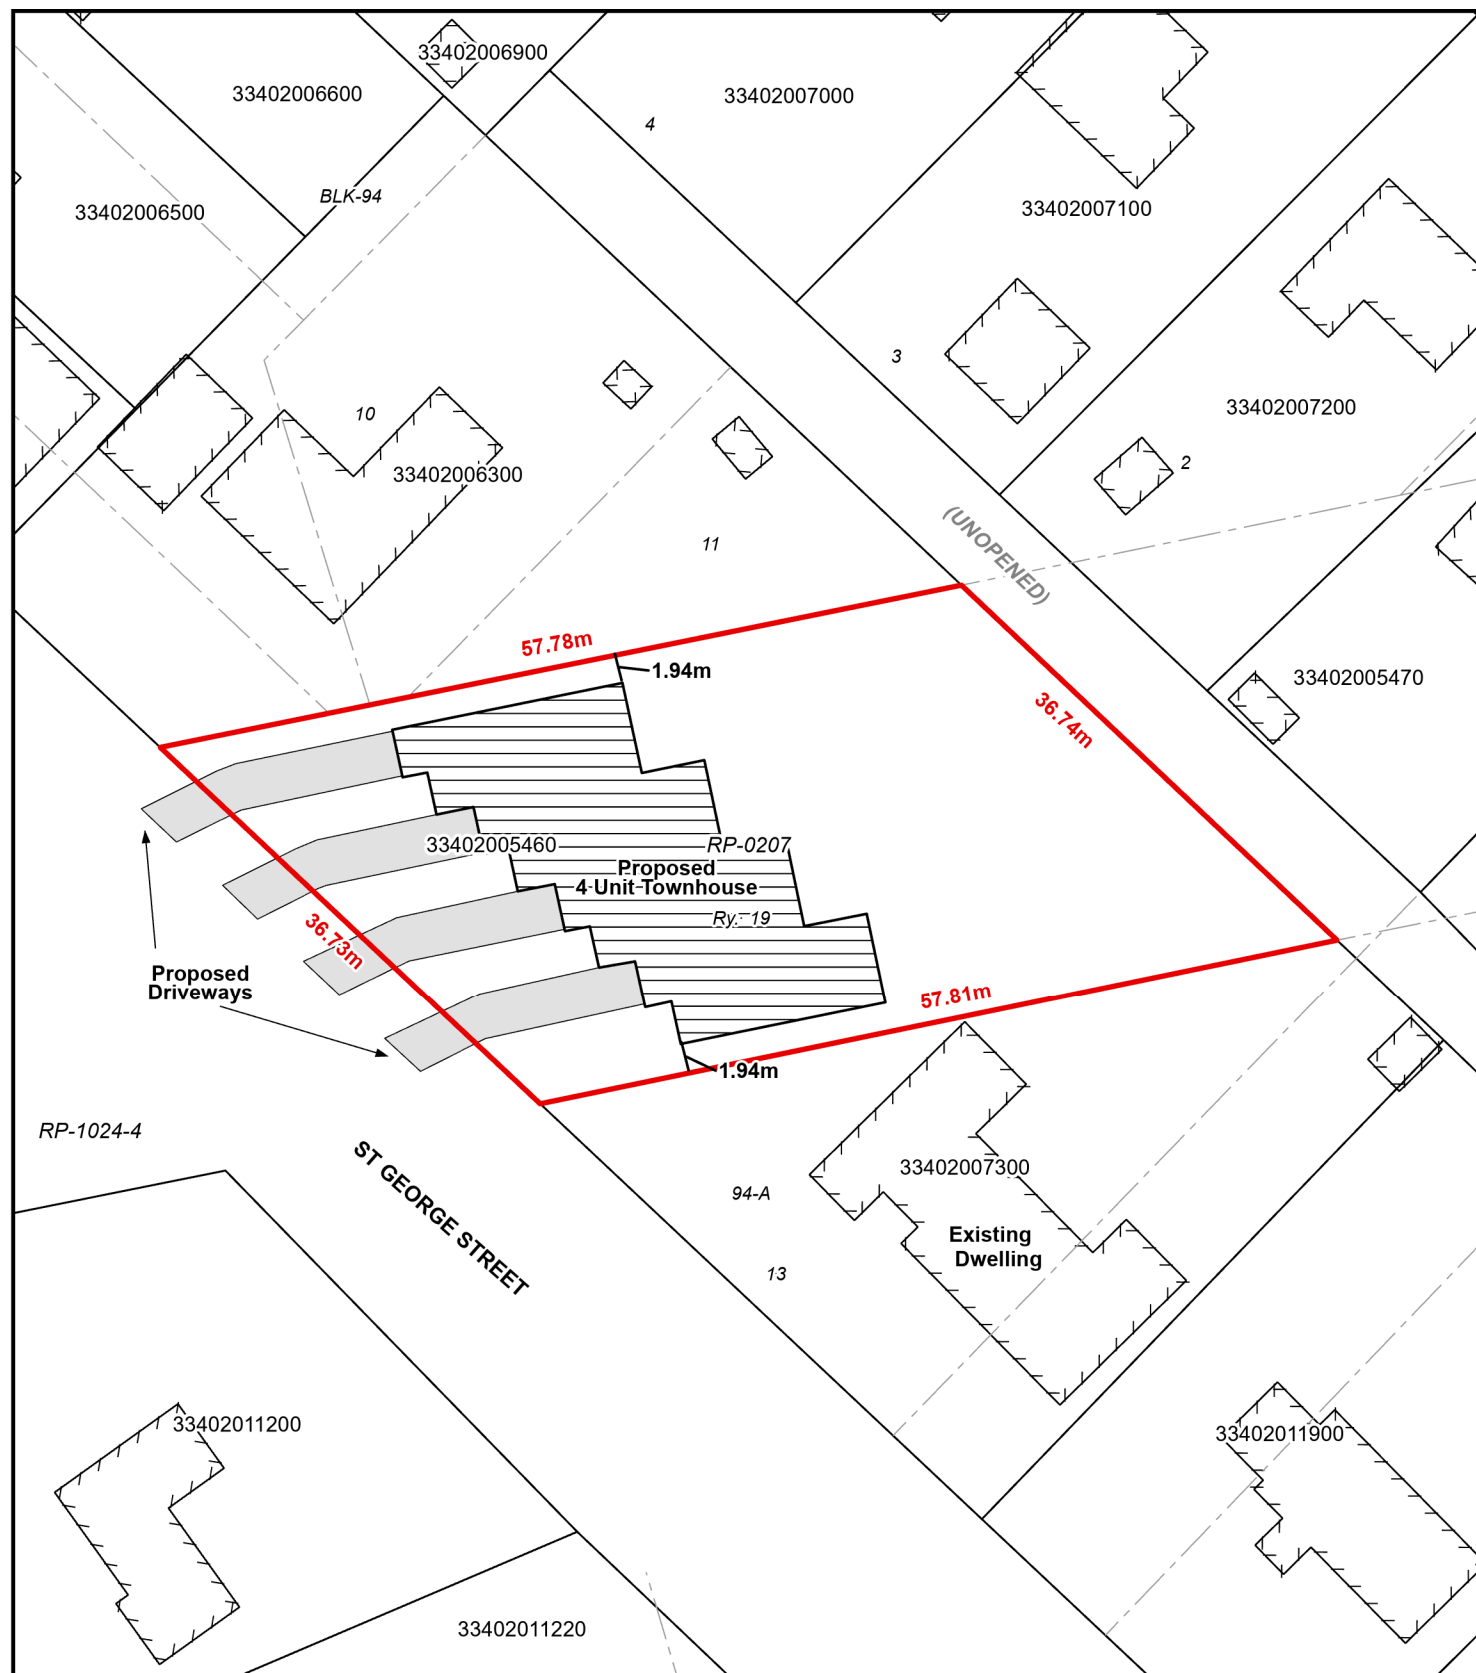 33402006900
33402006600
33402007000
4
BLK-94
33402006500
33402007100
3
33402007200
10
2
33402006300
11
(UNOPENED)
57.78m
1.94m
33402005470
36.74m
33402005460
RP-0207
Proposed
4 Unit Townhouse
Ry. 19
36.73m
Proposed
Driveways
57.81m
1.94m
RP-1024-4
ST GEORGE STREET
33402007300
94-A
Existing
Dwelling
13
33402011200
33402011900
33402011220